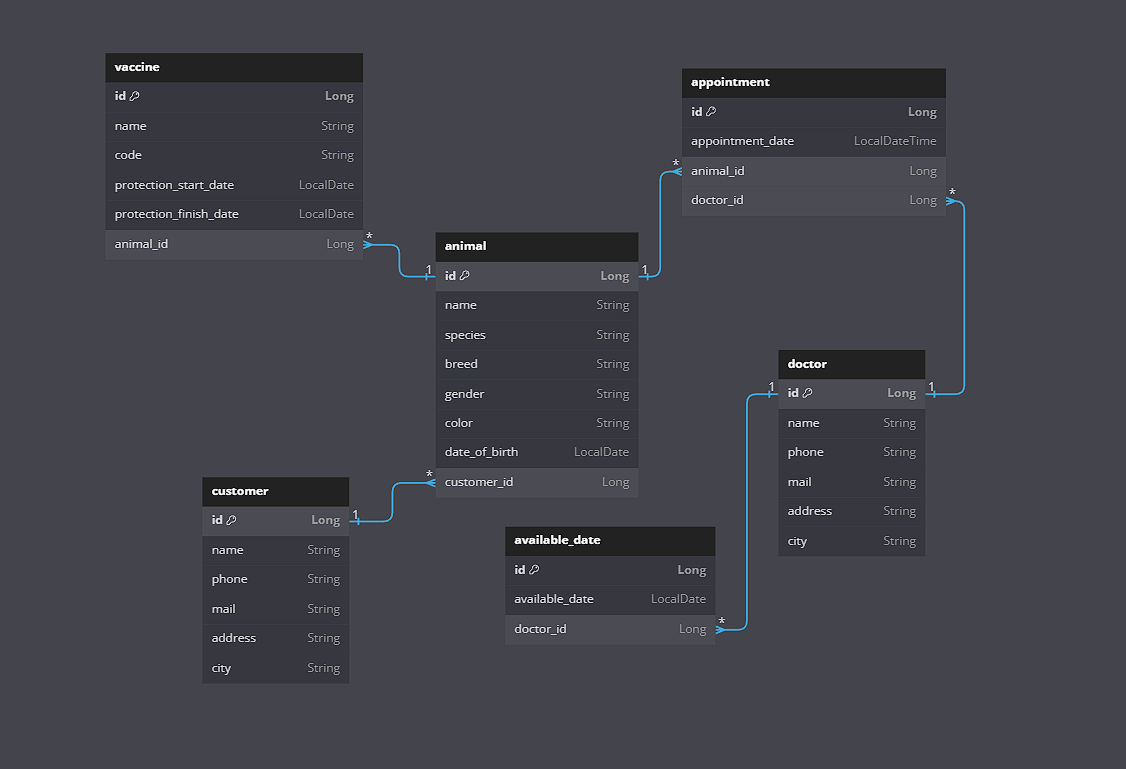 vaccine
id Long
name String
code String
protection_start_date LocalDate
protection_finish_date LocalDate
animal_id Long
*
1
animal
id Long
name String
species String
breed String
gender String
color String
date_of_birth LocalDate
customer_id Long
1
*
appointment
id Long
appointment_date LocalDateTime
*
animal_id Long
doctor_id Long
*
doctor
1
id Long
1
name String
phone String
mail String
address String
city String
customer
id Long
1
name String
phone String
mail String
address String
city String
available_date
id Long
available_date LocalDate
doctor_id Long
*